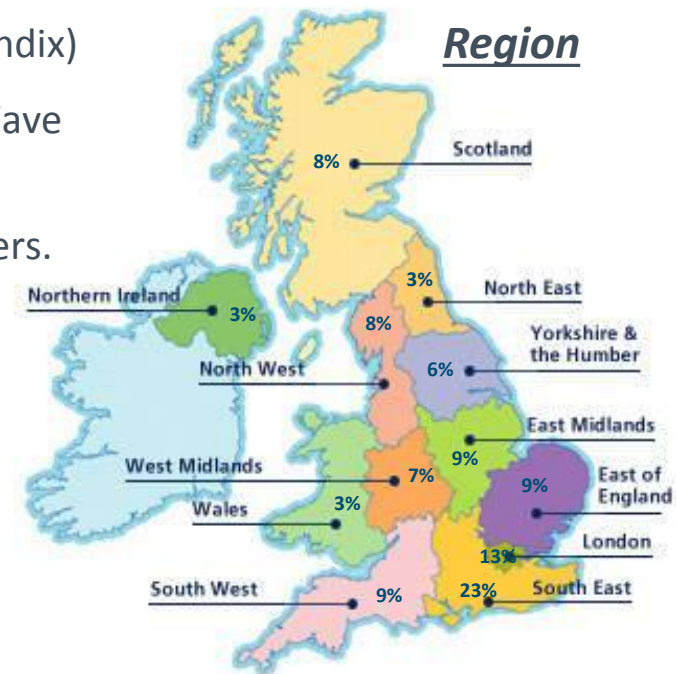 ndix)
Region
ave
8%
Scotland
ers.
Northern Ireland
3%
3%
North East
8%
Yorkshire &
the Humber
North West
6%
East Midlands
West Midlands
7%
9%
9%
East of
England
Wales
3%
London
13%
South West
9%
23%
South East